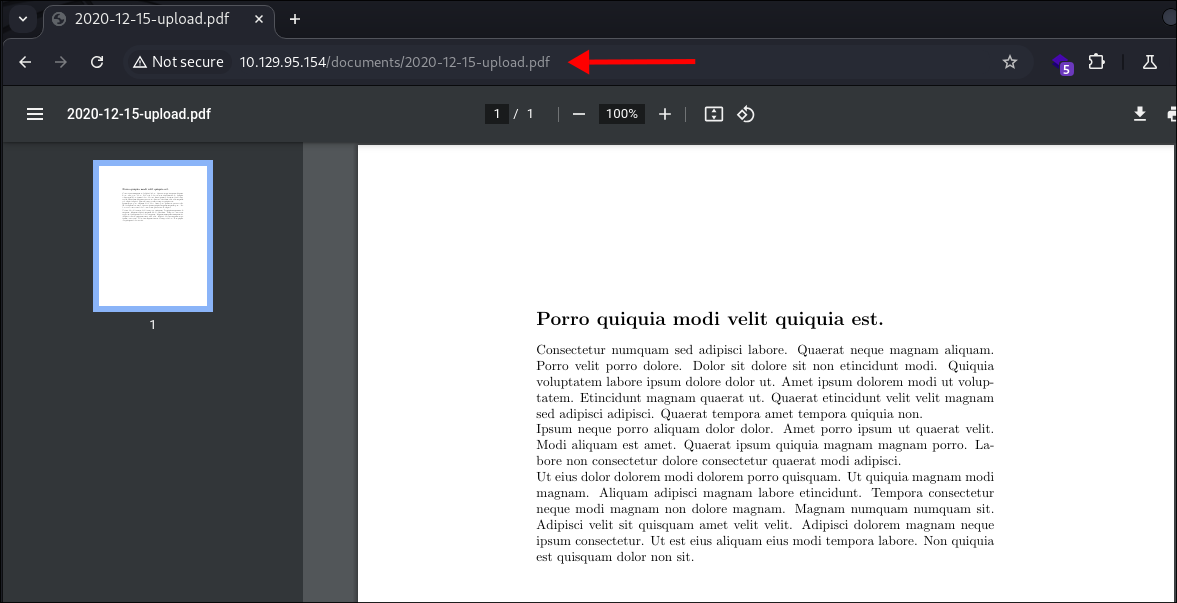 2020-12-15-upload.pdf
Not secure 10.129.95.154/documents/2020-12-15-upload.pdf
5
2020-12-15-upload.pdf
1 / 1
100%
1
Porro quiquia modi velit quiquia est.
Consectetur numquam sed adipisci labore. Quaerat neque magnam aliquam.
Porro velit porro dolore. Dolor sit dolore sit non etincidunt modi. Quiquia
voluptatem labore ipsum dolore dolor ut. Amet ipsum dolorem modi ut volup-
tatem. Etincidunt magnam quaerat ut. Quaerat etincidunt velit velit magnam
sed adipisci adipisci. Quaerat tempora amet tempora quiquia non.
Ipsum neque porro aliquam dolor dolor. Amet porro ipsum ut quaerat velit.
Modi aliquam est amet. Quaerat ipsum quiquia magnam magnam porro. La-
bore non consectetur dolore consectetur quaerat modi adipisci.
Ut eius dolor dolorem modi dolorem porro quisquam. Ut quiquia magnam modi
magnam. Aliquam adipisci magnam labore etincidunt. Tempora consectetur
neque modi magnam non dolore magnam. Magnam numquam numquam sit.
Adipisci velit sit quisquam amet velit velit. Adipisci dolorem magnam neque
ipsum consectetur. Ut est eius aliquam eius modi tempora labore. Non quiquia
est quisquam dolor non sit.